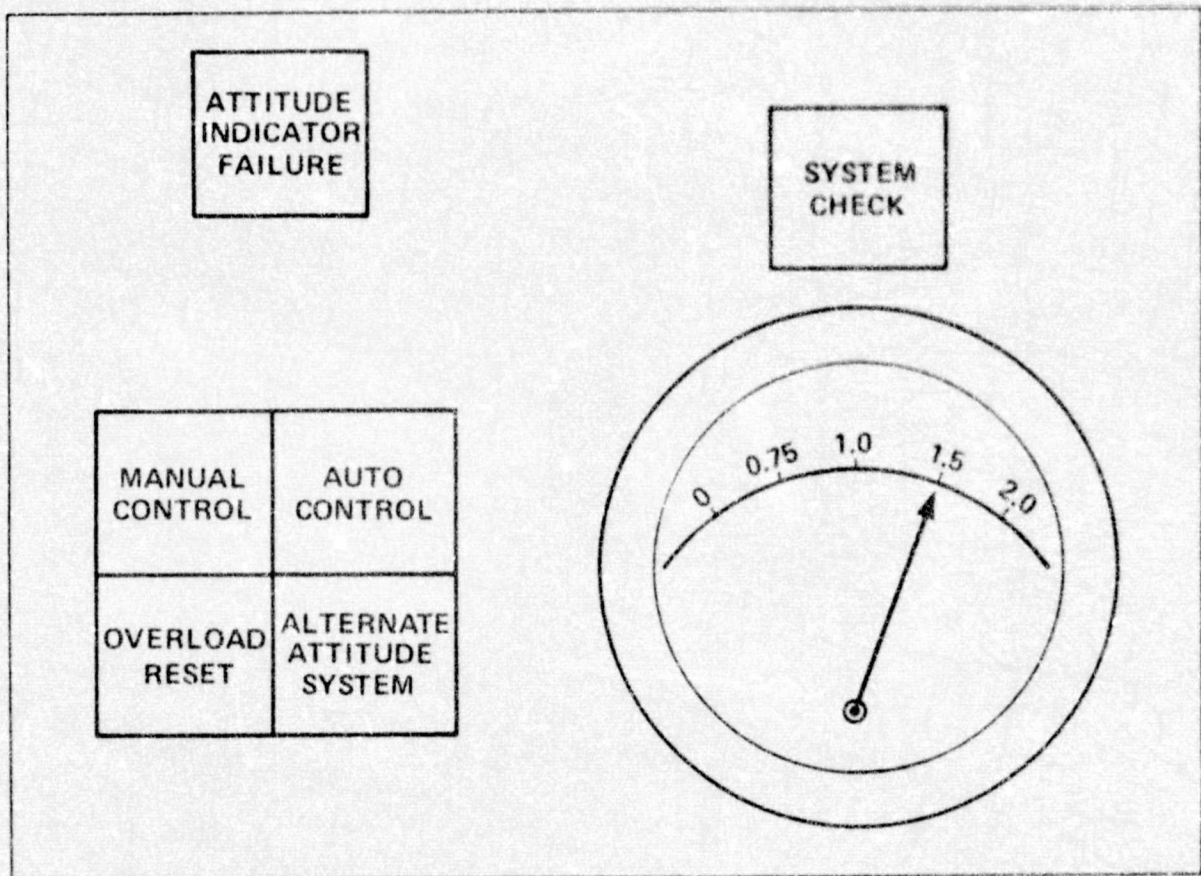 ATTITUDE
INDICATOR
FAILURE
SYSTEM
CHECK
MANUAL
CONTROL
AUTO
CONTROL
OVERLOAD
RESET
ALTERNATE
ATTITUDE
SYSTEM
0
0.75
1.0
1.5
2.0